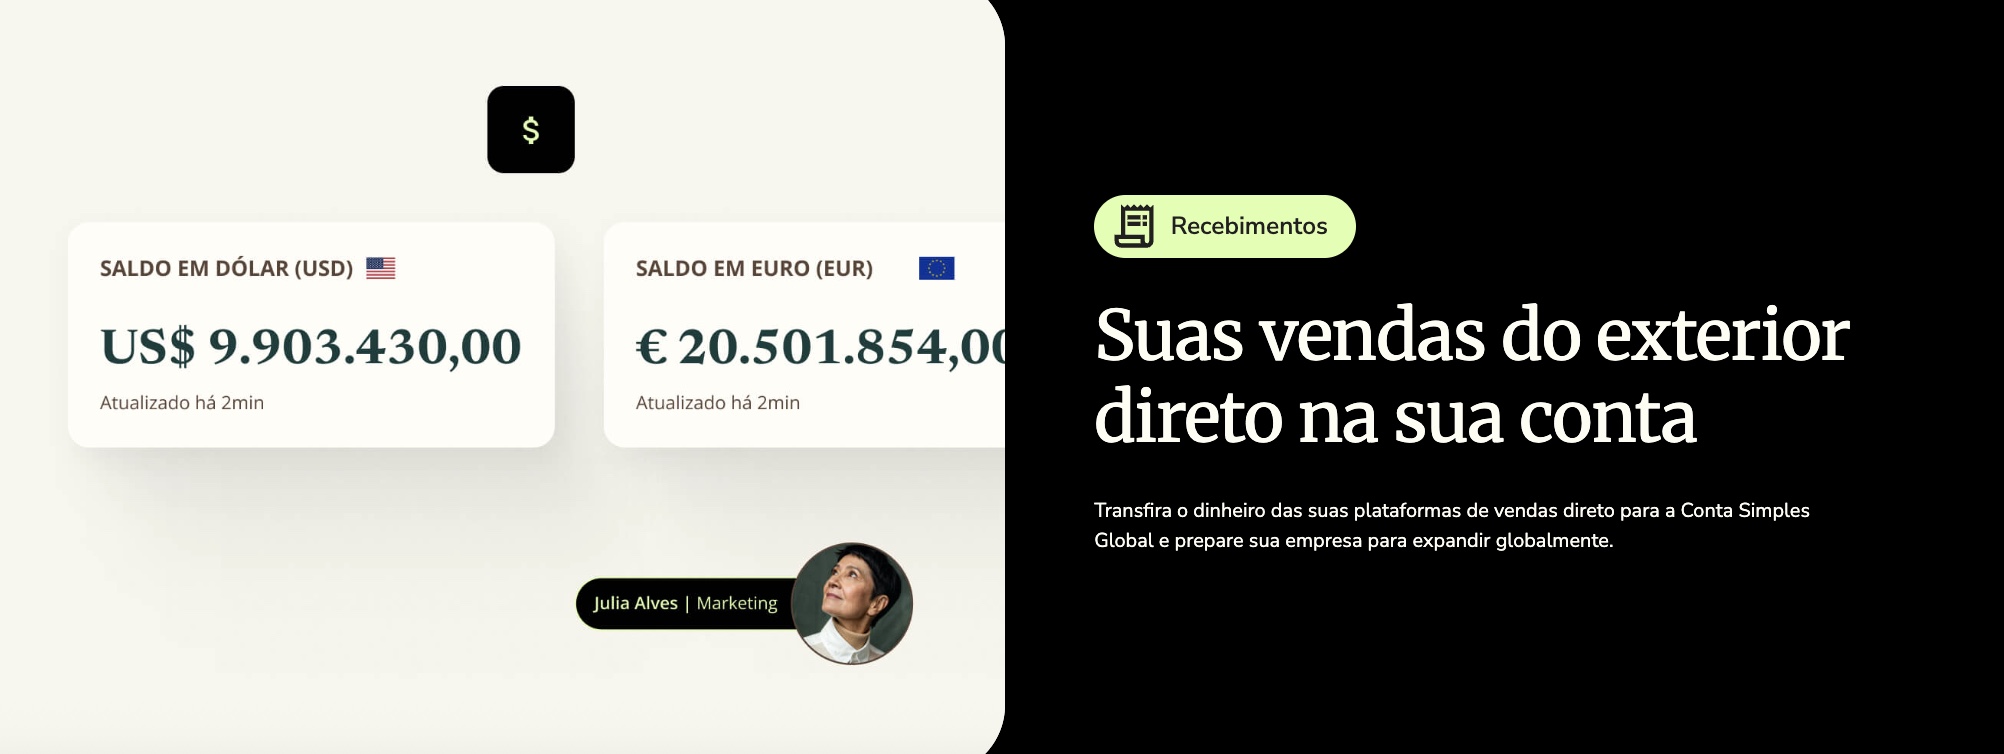 $
SALDO EM DÓLAR (USD)
US$ 9.903.430,00
Atualizado há 2min
SALDO EM EURO (EUR)
€ 20.501.854,00
Atualizado há 2min
Julia Alves | Marketing
Recebimentos
Suas vendas do exterior
direto na sua conta
Transfira o dinheiro das suas plataformas de vendas direto para a Conta Simples
Global e prepare sua empresa para expandir globalmente.